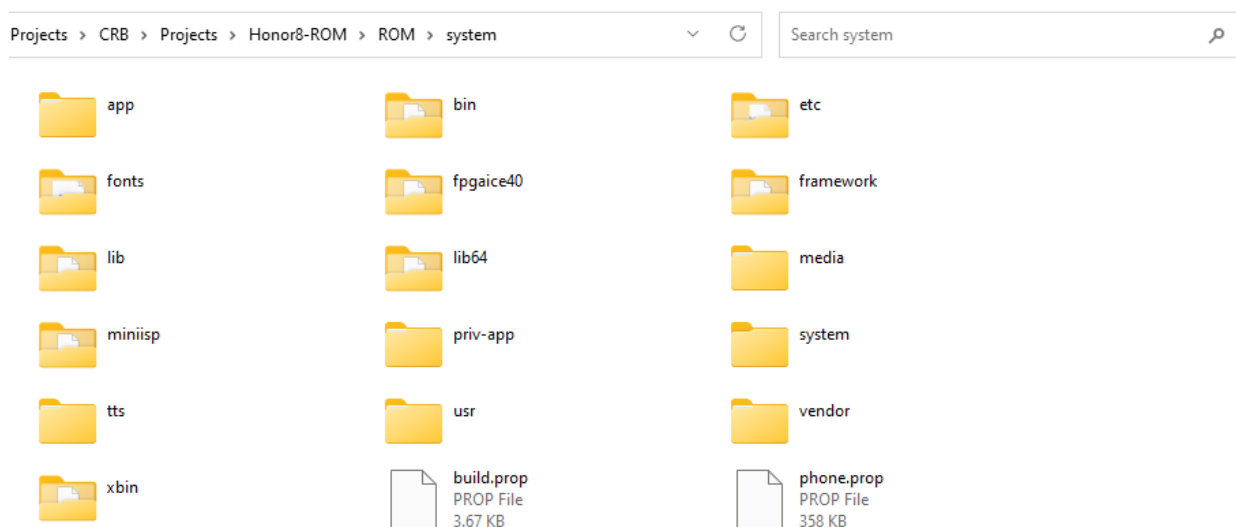 Projects > CRB > Projects > Honor8-ROM > ROM > system
Search system
app
bin
etc
fonts
fpgaice40
framework
lib
lib64
media
miniisp
priv-app
system
tts
usr
vendor
xbin
build.prop
PROP File
3.67 KB
phone.prop
PROP File
358 KB